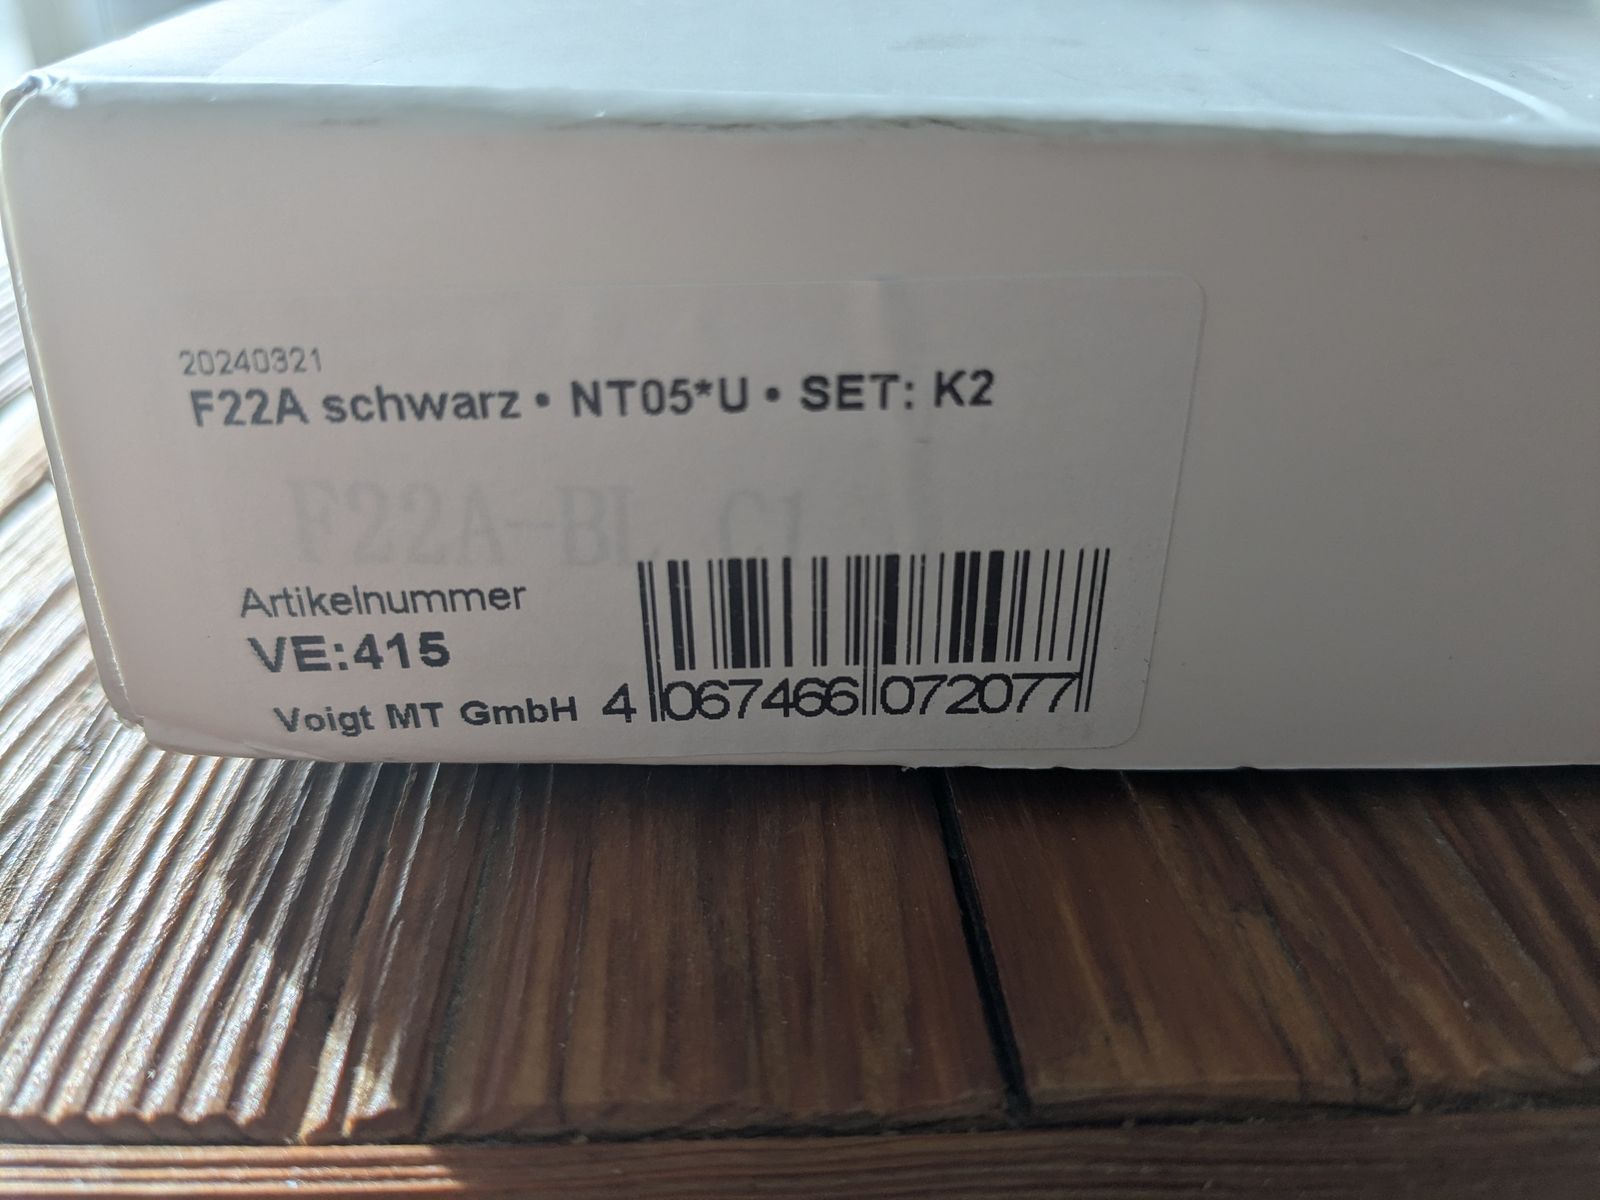 20240321
F22A schwarz • NT05*U • SET: K2
F22A-BL C1
Artikelnummer
VE:415
Voigt MT GmbH
4 067466 072077